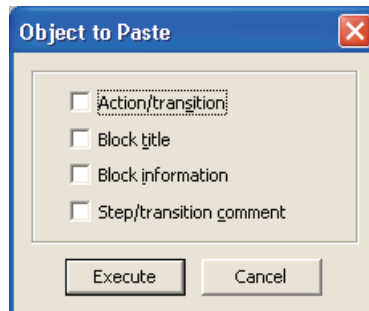 Object to Paste
Action/transition
Block title
Block information
Step/transition comment
Execute Cancel